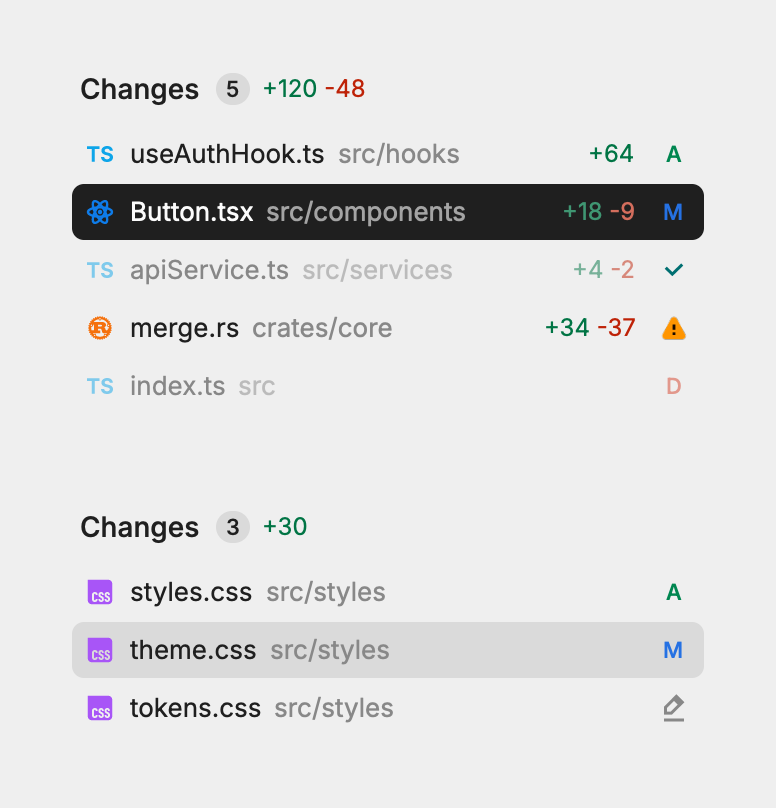 Changes 5 +120 -48
TS useAuthHook.ts src/hooks +64 A
Button.tsx src/components +18 -9 M
TS apiService.ts src/services +4 -2
R merge.rs crates/core +34 -37 !
TS index.ts src D
Changes 3 +30
CSS styles.css src/styles A
CSS theme.css src/styles M
CSS tokens.css src/styles